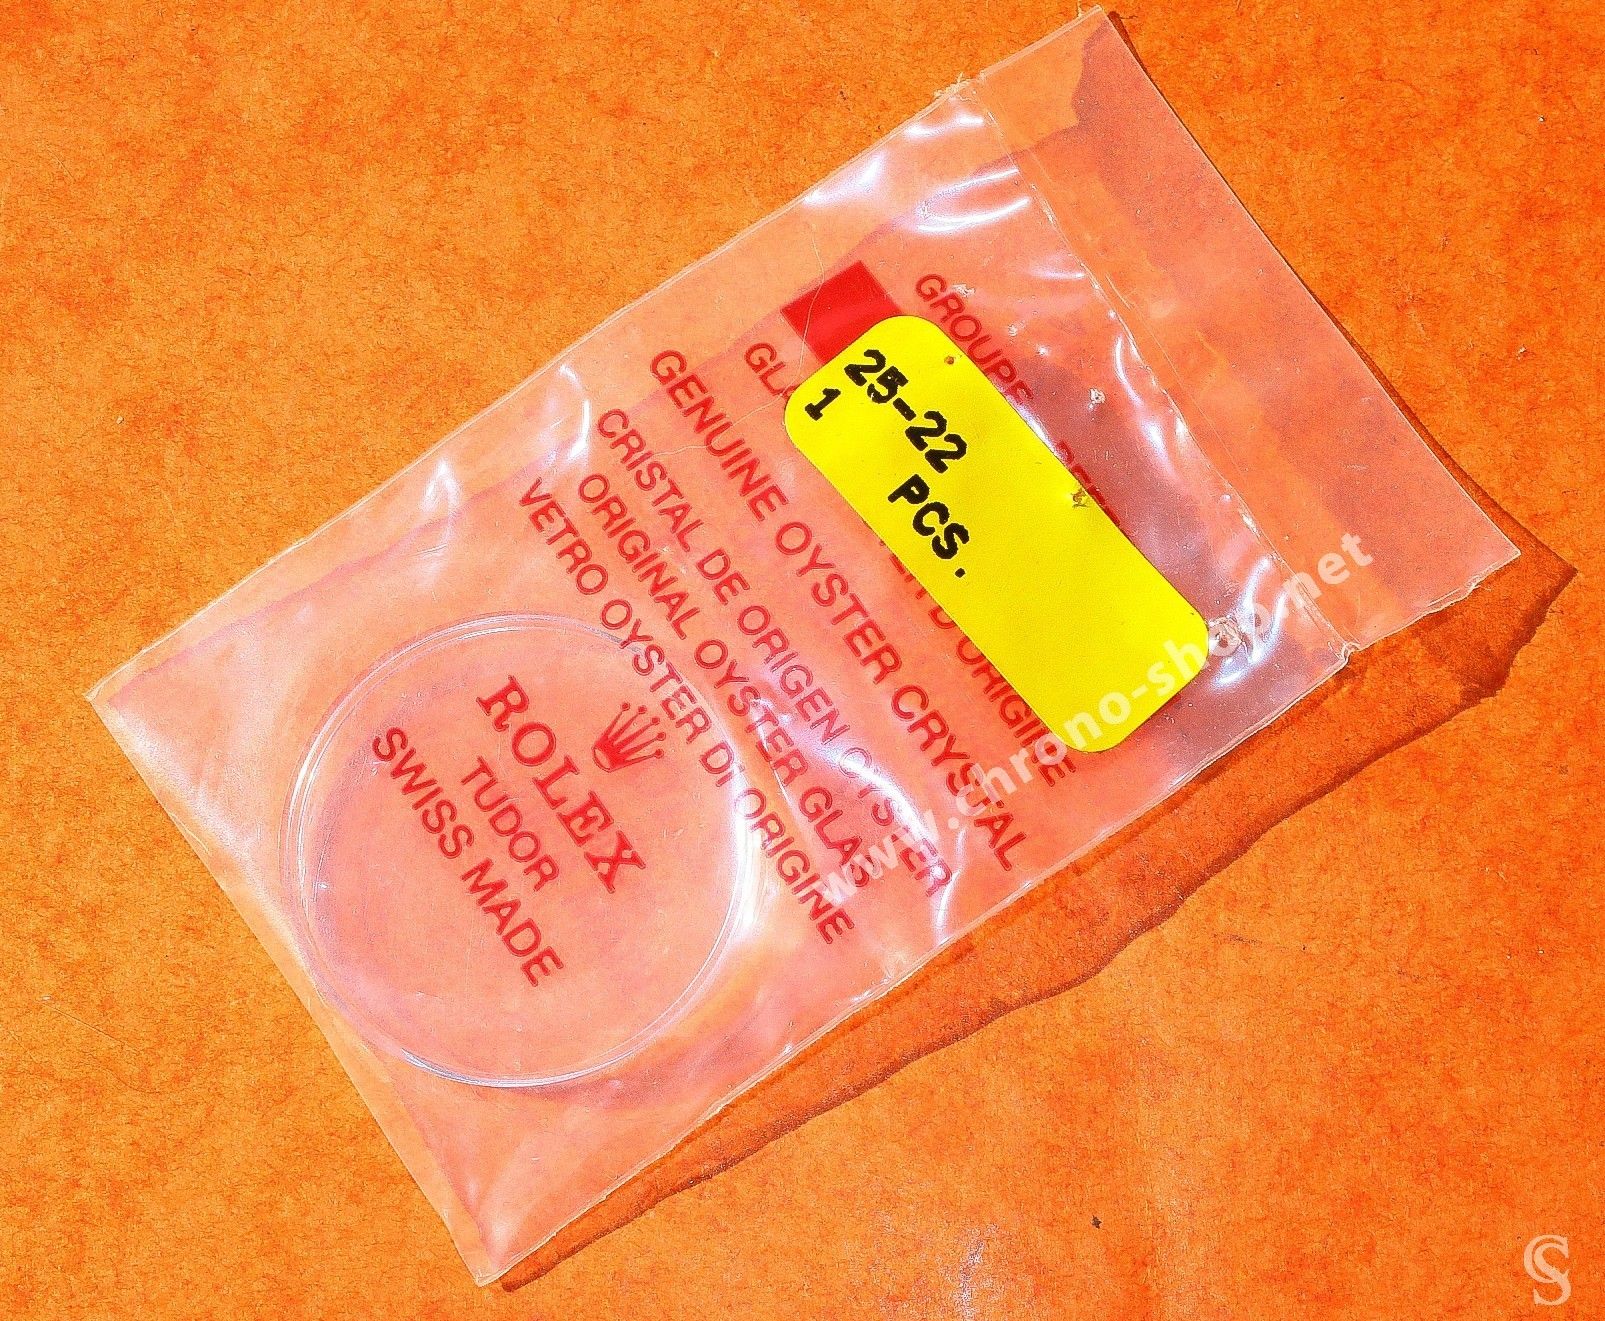 GROUPE
D'ORIGINE
GENUINE OYSTER CRYSTAL
CRISTAL DE ORIGEN OYSTER
ORIGINAL OYSTER GLAS
VETRO OYSTER DI ORIGINE
ROLEX
TUDOR
SWISS MADE
25-22
1 PCS.
www.chrono-shop.net